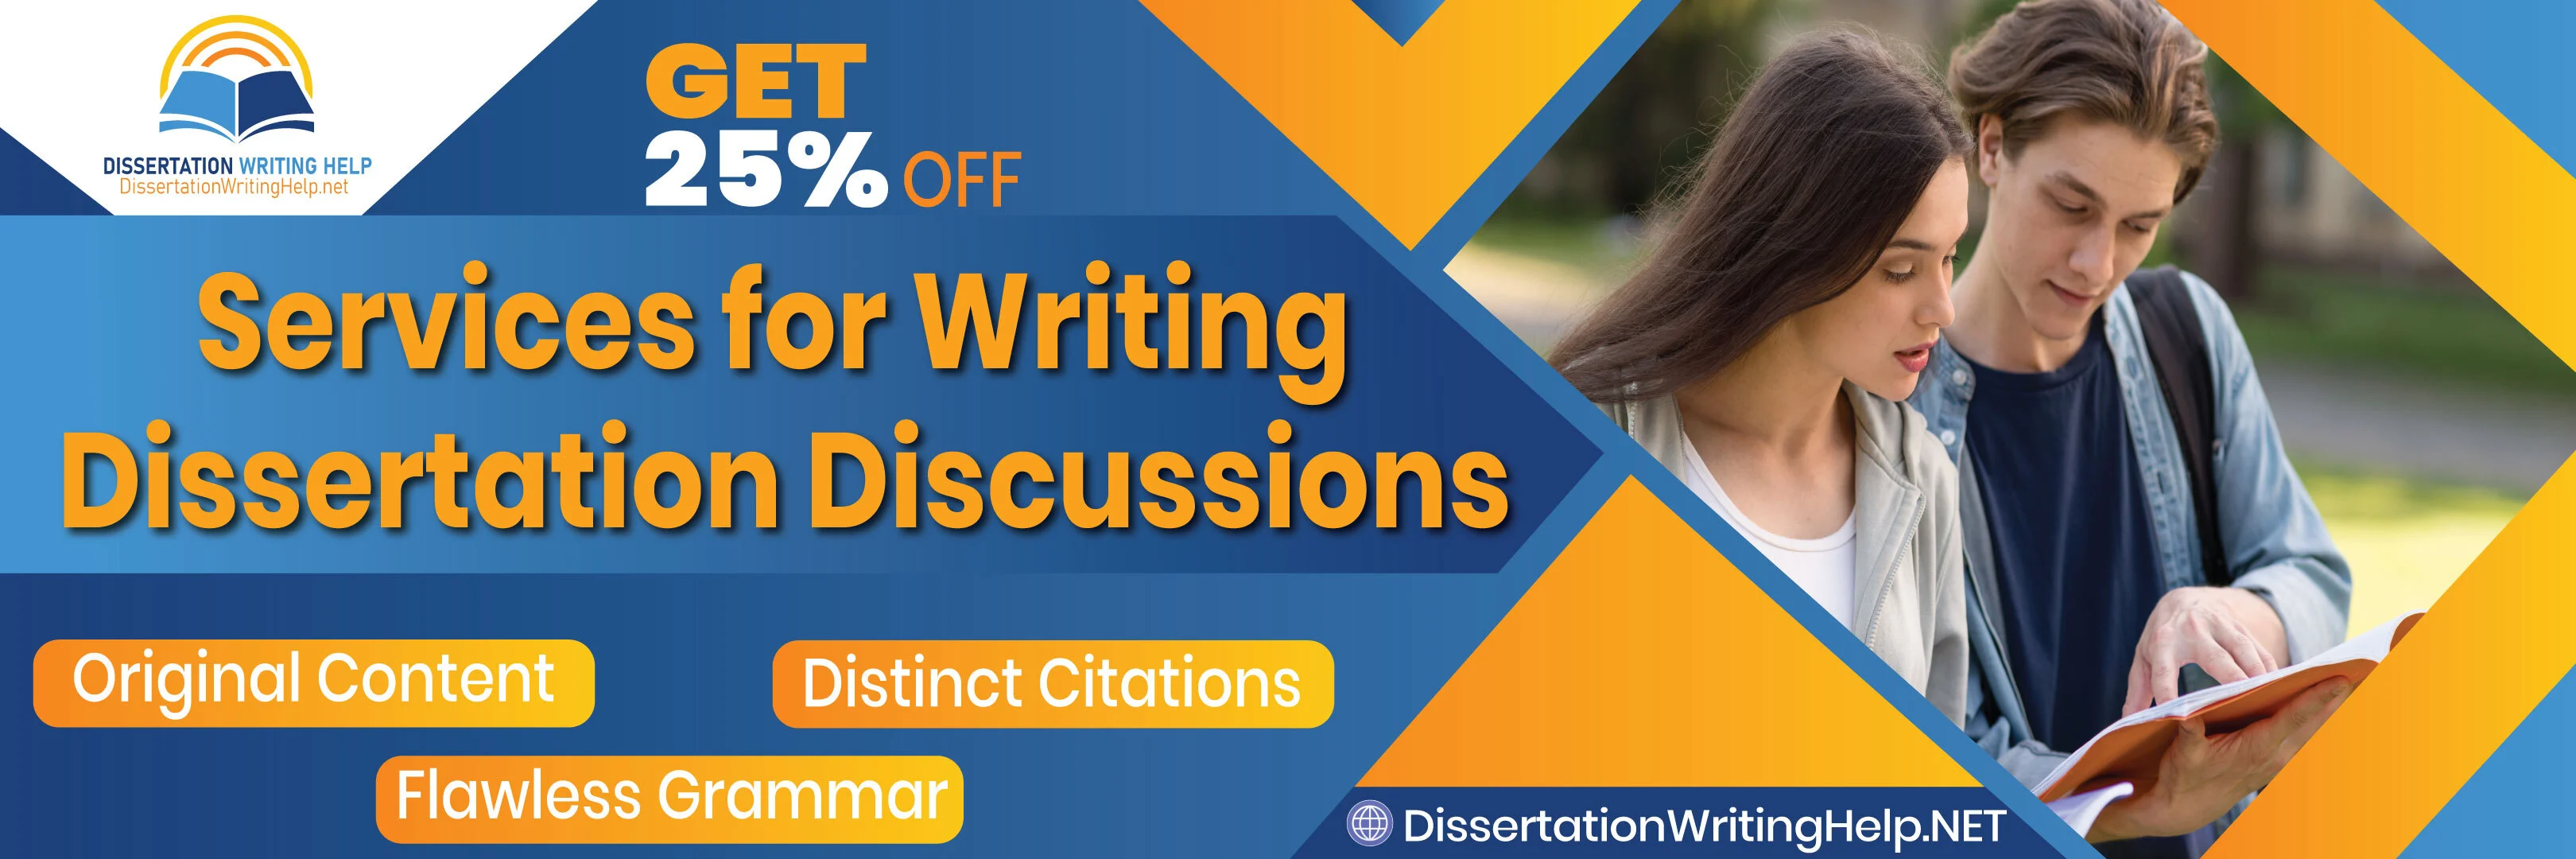 DISSERTATION WRITING HELP
DissertationWritingHelp.net
GET
25% OFF
Services for Writing
Dissertation Discussions
Original Content
Distinct Citations
Flawless Grammar
DissertationWritingHelp.NET